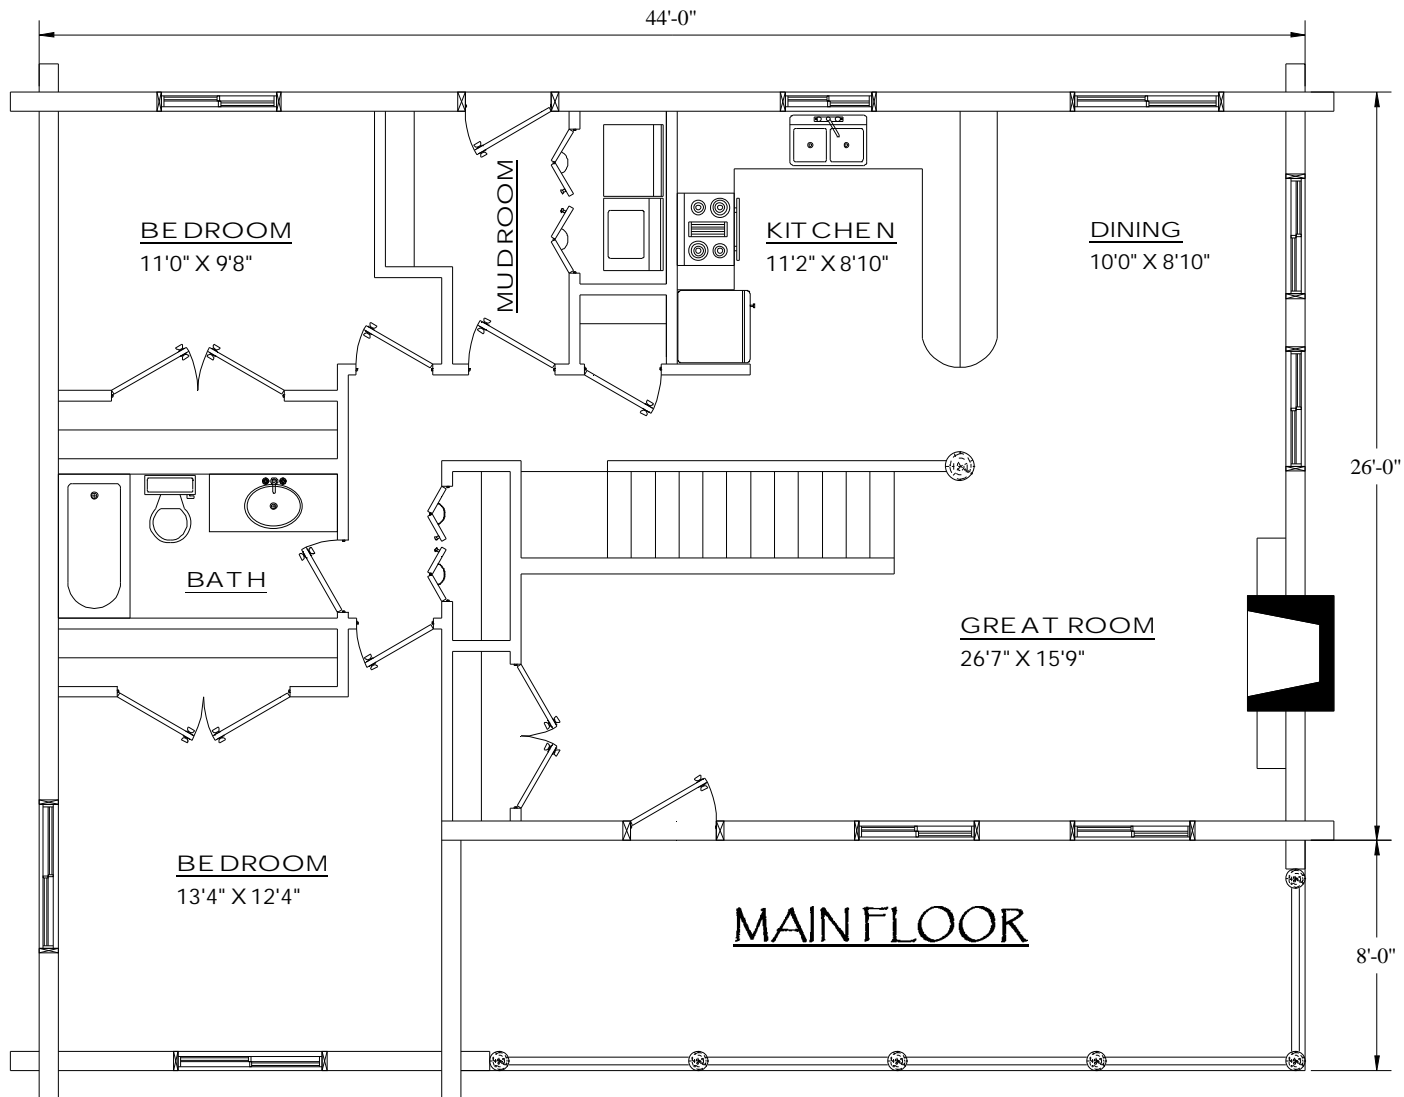 44'-0"
BEDROOM
11'0" X 9'8"
MUDROOM
KITCHEN
11'2" X 8'10"
DINING
10'0" X 8'10"
26'-0"
BATH
GREAT ROOM
26'7" X 15'9"
BEDROOM
13'4" X 12'4"
MAIN FLOOR
8'-0"